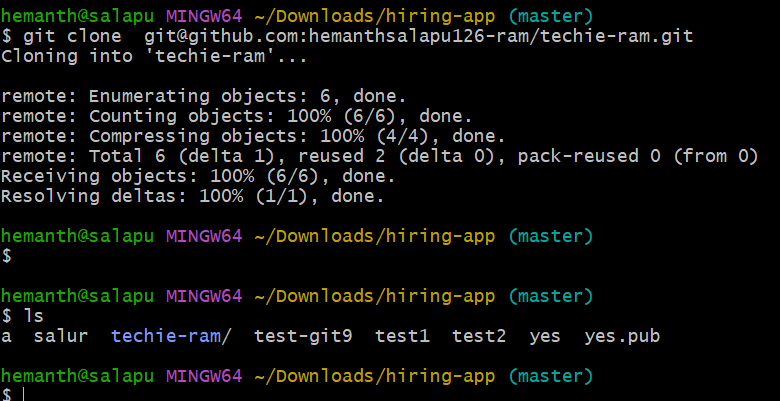 hemanth@salapu MINGW64 ~/Downloads/hiring-app (master)
$ git clone  git@github.com:hemanthsalapu126-ram/techie-ram.git
Cloning into 'techie-ram'...
remote: Enumerating objects: 6, done.
remote: Counting objects: 100% (6/6), done.
remote: Compressing objects: 100% (4/4), done.
remote: Total 6 (delta 1), reused 2 (delta 0), pack-reused 0 (from 0)
Receiving objects: 100% (6/6), done.
Resolving deltas: 100% (1/1), done.
hemanth@salapu MINGW64 ~/Downloads/hiring-app (master)
$
hemanth@salapu MINGW64 ~/Downloads/hiring-app (master)
$ ls
a  salur  techie-ram/  test-git9  test1  test2  yes  yes.pub
hemanth@salapu MINGW64 ~/Downloads/hiring-app (master)
$